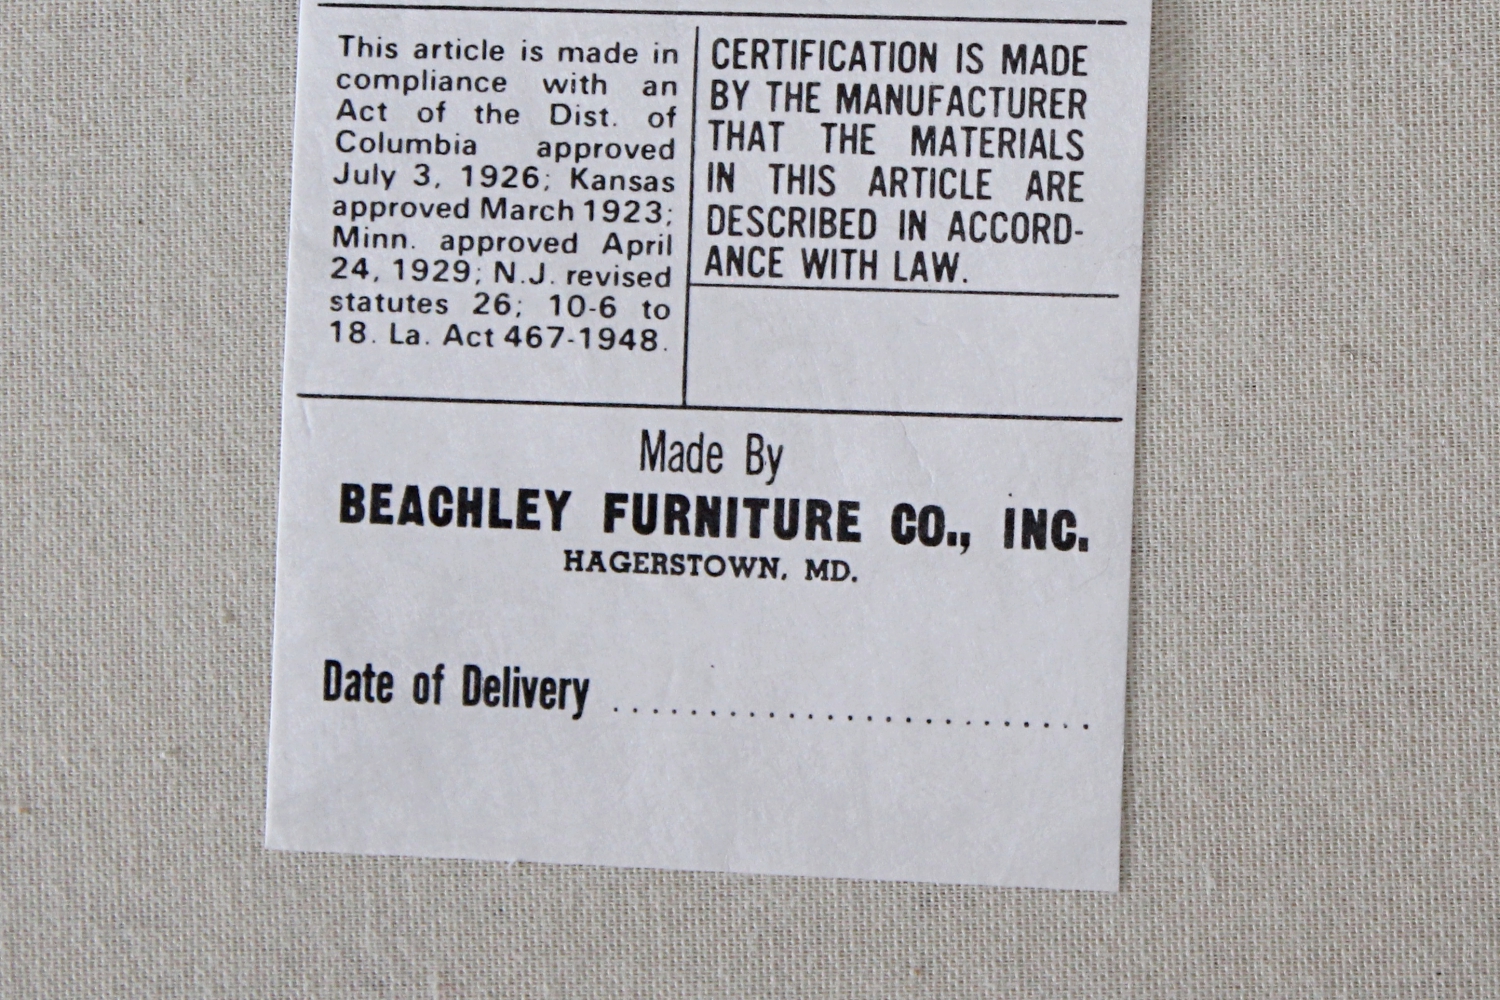 This article is made in
compliance with an
Act of the Dist. of
Columbia approved
July 3, 1926; Kansas
approved March 1923;
Minn. approved April
24, 1929; N.J. revised
statutes 26; 10-6 to
18. La. Act 467-1948.
CERTIFICATION IS MADE
BY THE MANUFACTURER
THAT THE MATERIALS
IN THIS ARTICLE ARE
DESCRIBED IN ACCORD-
ANCE WITH LAW.
Made By
BEACHLEY FURNITURE CO., INC.
HAGERSTOWN, MD.
Date of Delivery ..............................